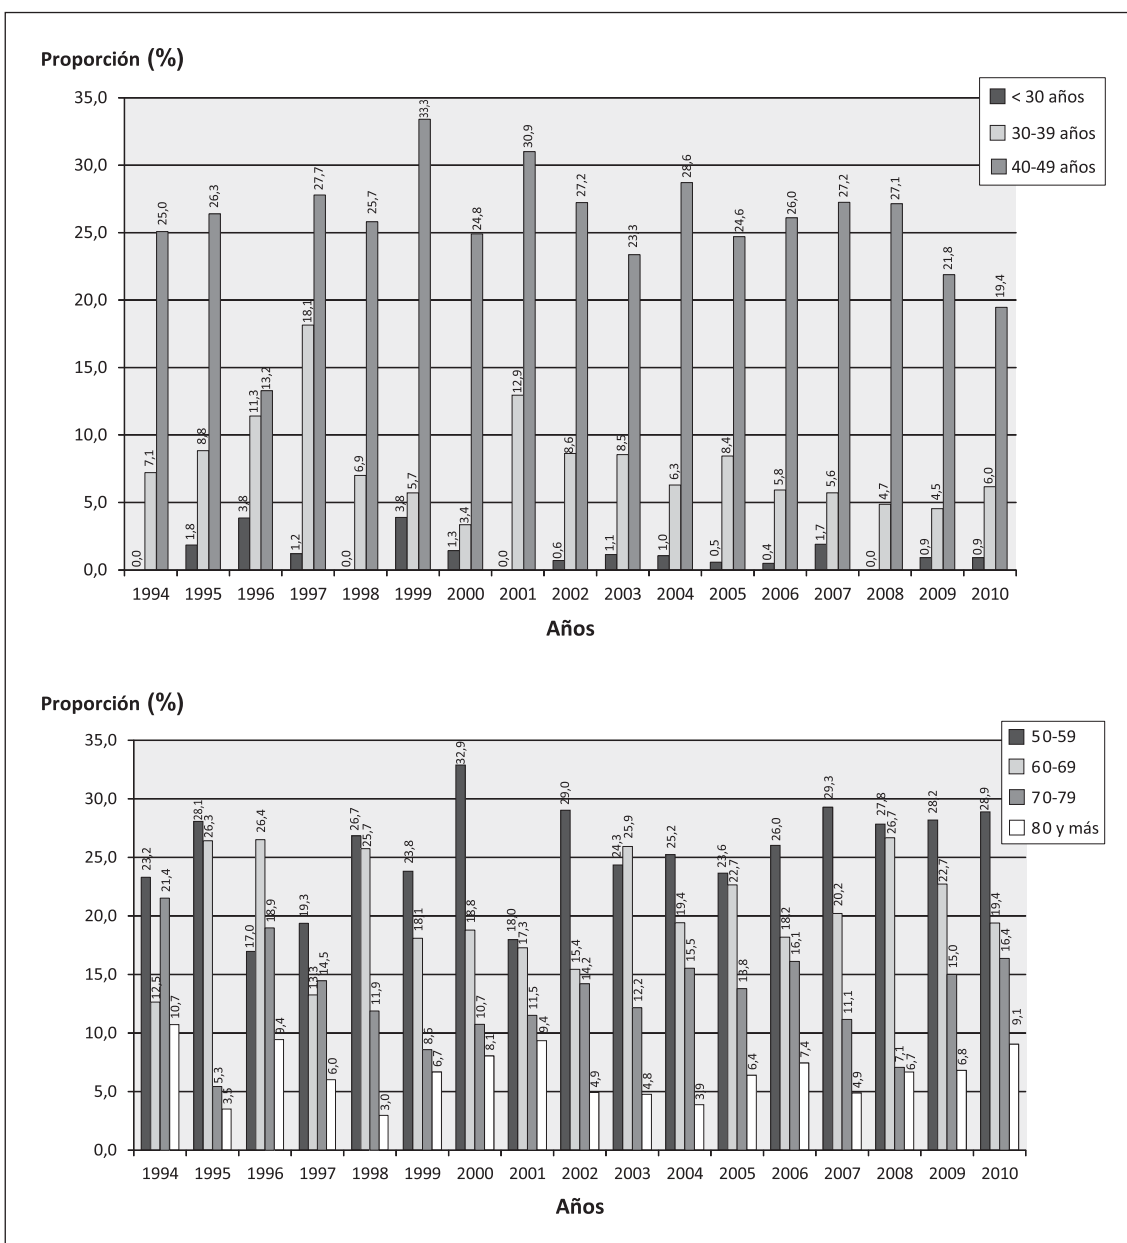 Proporción (%)
35,0
30,0
25,0
20,0
15,0
10,0
5,0
0,0
< 30 años
30-39 años
40-49 años
0,0 7,1 25,0
1,8 8,8 26,3
3,8 11,3 13,2
1,2 18,1 27,7
0,0 6,9 25,7
3,8 5,7 33,3
1,3 3,4 24,8
0,0 12,9 30,9
0,6 8,6 27,2
1,1 8,5 23,3
1,0 6,3 28,6
0,5 8,4 24,6
0,4 5,8 26,0
1,7 5,6 27,2
0,0 4,7 27,1
0,9 4,5 21,8
0,9 6,0 19,4
1994 1995 1996 1997 1998 1999 2000 2001 2002 2003 2004 2005 2006 2007 2008 2009 2010
Años
Proporción (%)
35,0
30,0
25,0
20,0
15,0
10,0
5,0
0,0
50-59
60-69
70-79
80 y más
23,2 12,5 21,4 10,7
28,1 26,3 5,3 3,5
17,0 26,4 18,9 9,4
19,3 13,3 14,5 6,0
26,7 25,7 11,9 3,0
23,8 18,1 8,5 6,7
32,9 18,8 10,7 8,1
18,0 17,3 11,5 9,4
29,0 15,4 14,2 4,9
24,3 25,9 12,2 4,8
25,2 19,4 15,5 3,9
23,6 22,7 13,8 6,4
26,0 18,2 16,1 7,4
29,3 20,2 11,1 4,9
27,8 26,7 7,1 6,7
28,2 22,7 15,0 6,8
28,9 19,4 16,4 9,1
1994 1995 1996 1997 1998 1999 2000 2001 2002 2003 2004 2005 2006 2007 2008 2009 2010
Años